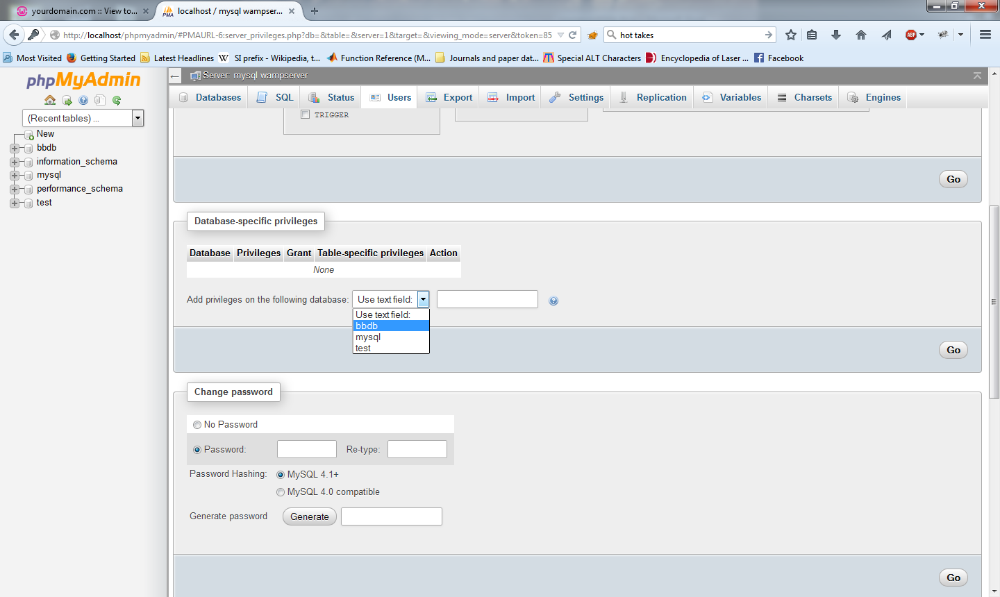 yourdomain.com :: View to...
localhost / mysql wampser...
http://localhost/phpmyadmin/#PMAURL-6:server_privileges.php?db=&table=&server=1&target=&viewing_mode=server&token=85
hot takes
ABP
Most Visited
Getting Started
Latest Headlines
W SI prefix - Wikipedia, t...
Function Reference (M...
Journals and paper dat...
Special ALT Characters
Encyclopedia of Laser ...
Facebook
phpMyAdmin
(Recent tables) ...
New
bbdb
information_schema
mysql
performance_schema
test
Server: mysql wampserver
Databases
SQL
Status
Users
Export
Import
Settings
Replication
Variables
Charsets
Engines
TRIGGER
Go
Database-specific privileges
Database Privileges Grant Table-specific privileges Action
None
Add privileges on the following database: Use text field:
Use text field:
bbdb
mysql
test
Go
Change password
No Password
Password: Re-type:
Password Hashing: MySQL 4.1+
MySQL 4.0 compatible
Generate password Generate
Go